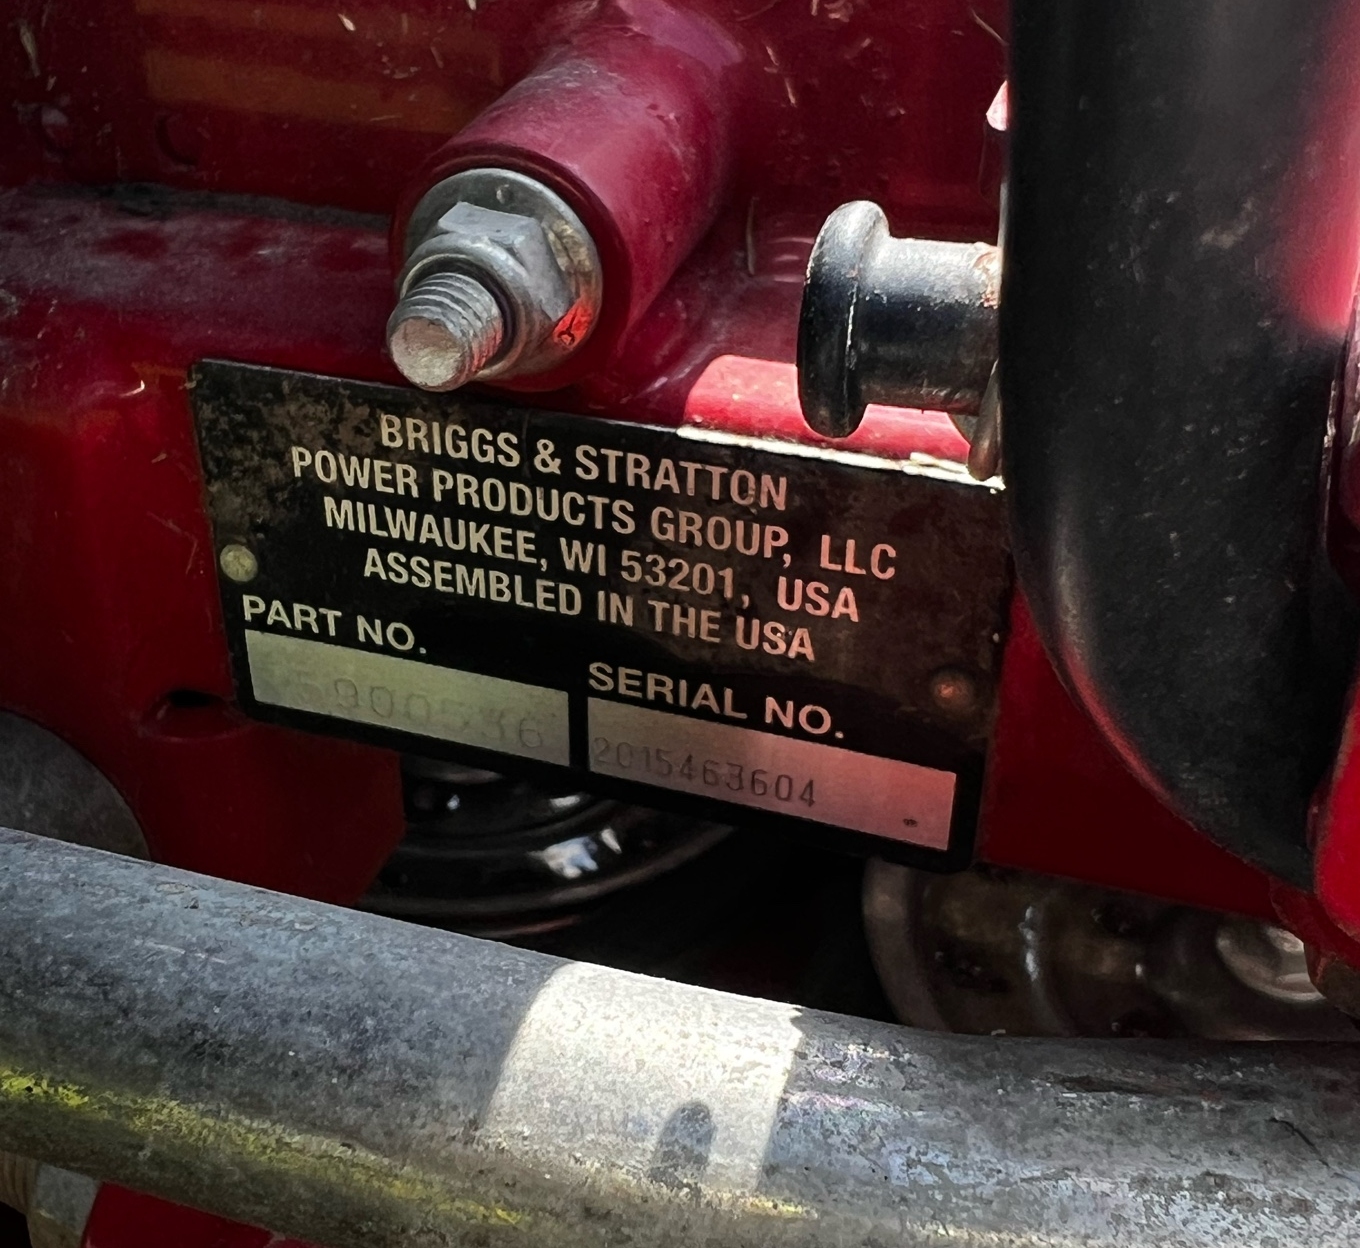 BRIGGS & STRATTON
POWER PRODUCTS GROUP, LLC
MILWAUKEE, WI 53201, USA
ASSEMBLED IN THE USA
PART NO.
SERIAL NO.
2015463604